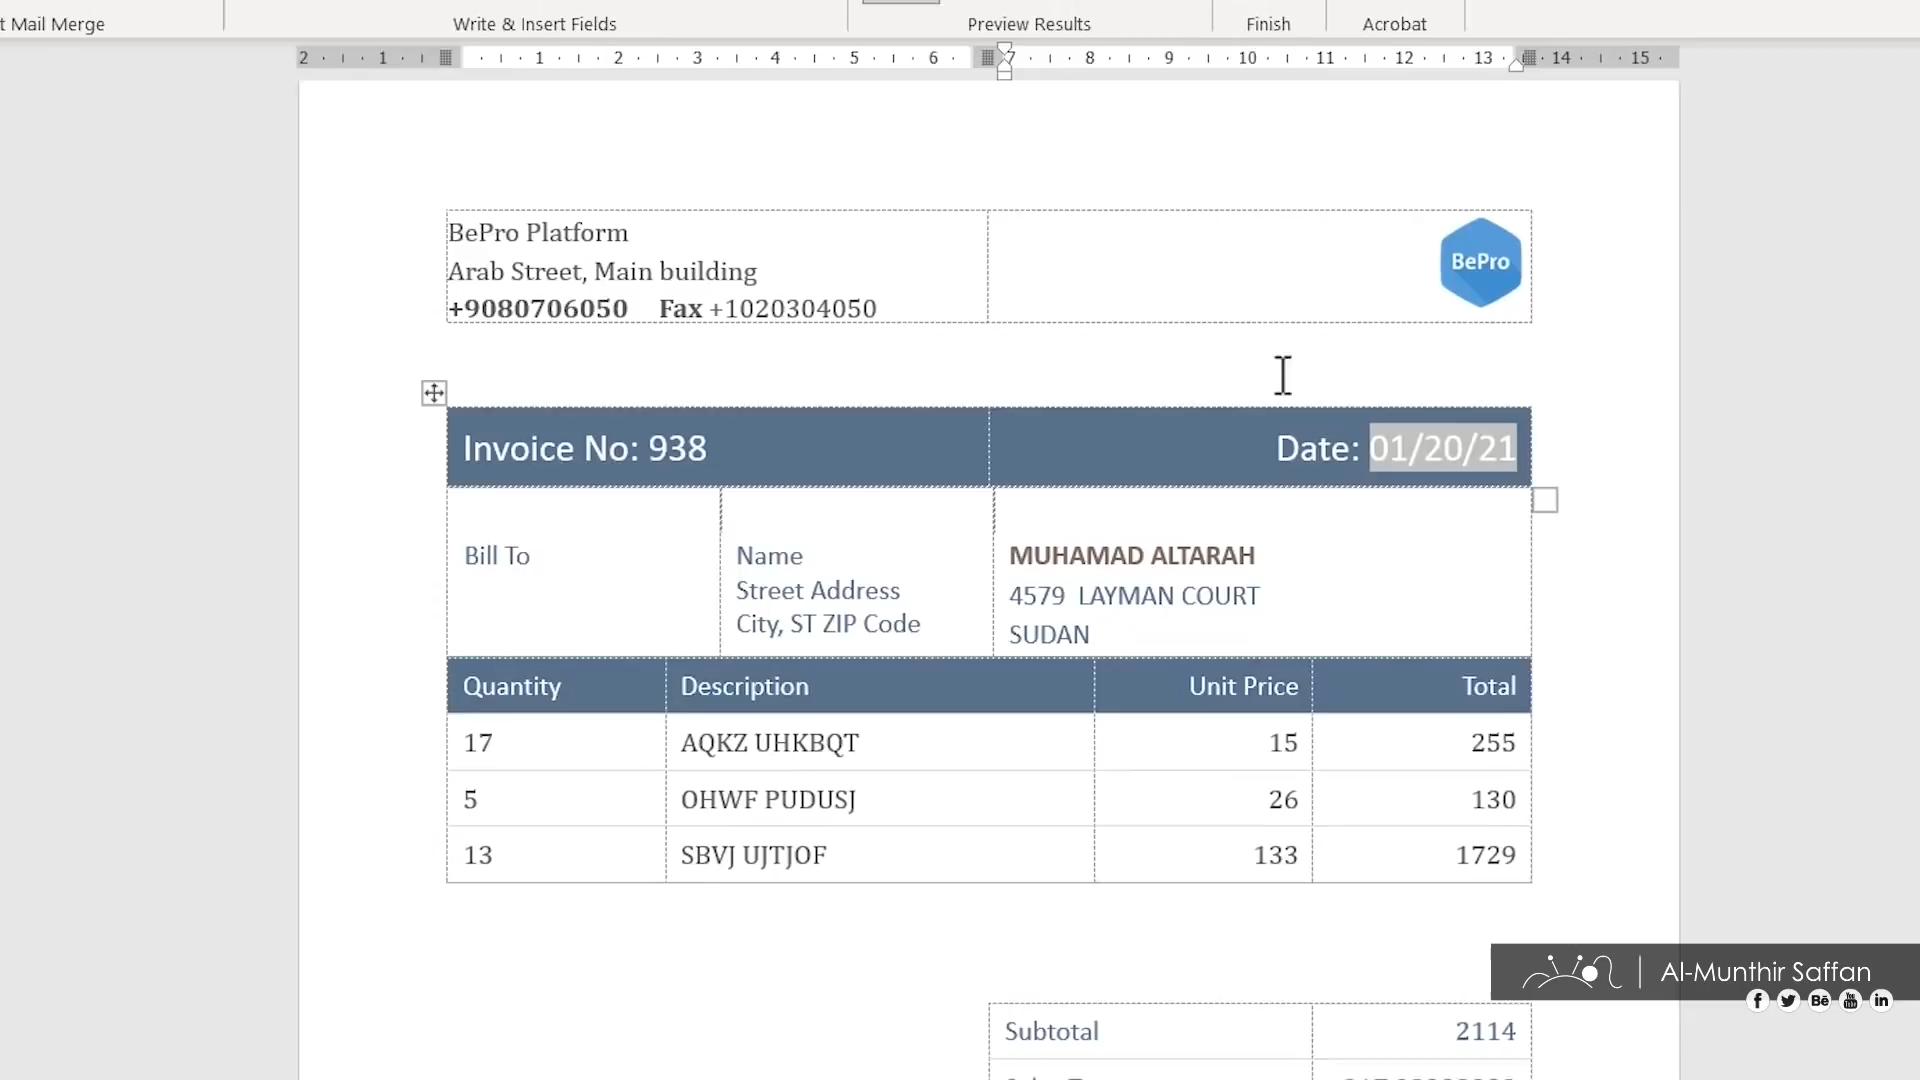 t Mail Merge
Write & Insert Fields
Preview Results
Finish
Acrobat
2 1 1 2 3 4 5 6 7 8 9 10 11 12 13 14 15
BePro Platform
Arab Street, Main building
+9080706050 Fax +1020304050
BePro
Invoice No: 938
Date: 01/20/21
Bill To
Name
Street Address
City, ST ZIP Code
MUHAMAD ALTARAH
4579 LAYMAN COURT
SUDAN
Quantity Description Unit Price Total
17 AQKZ UHKBQT 15 255
5 OHWF PUDUSJ 26 130
13 SBVJ UJTJOF 133 1729
Al-Munthir Saffan
Subtotal 2114